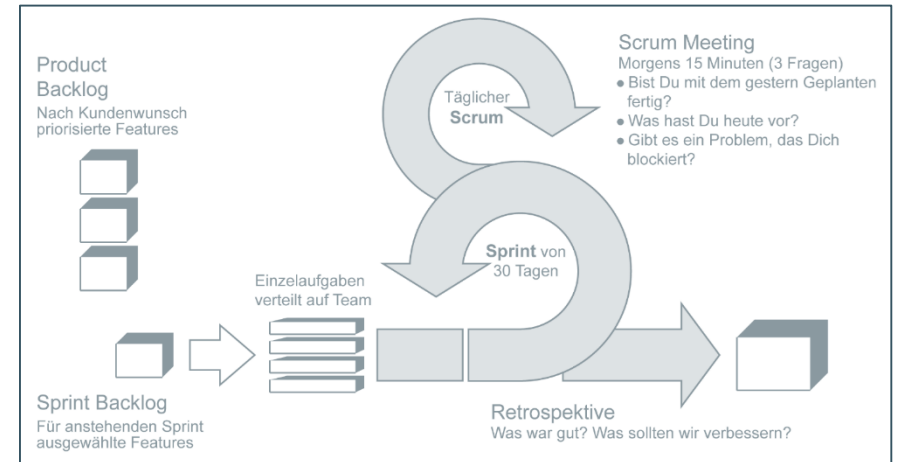 Product
Backlog
Nach Kundenwunsch
priorisierte Features
Täglicher
Scrum
Scrum Meeting
Morgens 15 Minuten (3 Fragen)
● Bist Du mit dem gestern Geplanten
fertig?
● Was hast Du heute vor?
● Gibt es ein Problem, das Dich
blockiert?
Sprint von
30 Tagen
Einzelaufgaben
verteilt auf Team
Sprint Backlog
Für anstehenden Sprint
ausgewählte Features
Retrospektive
Was war gut? Was sollten wir verbessern?